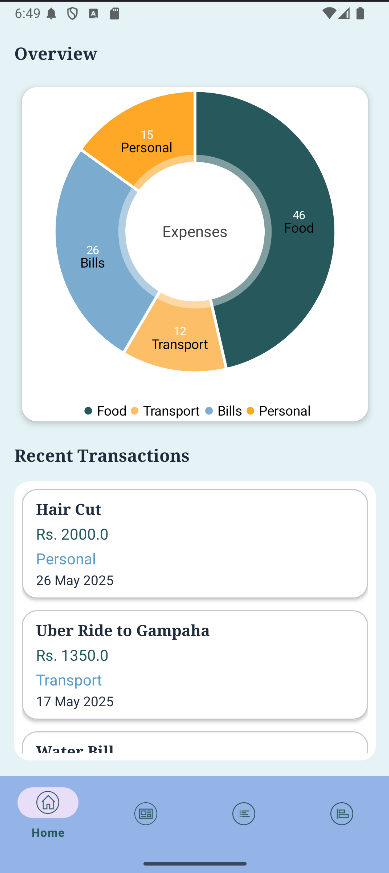 6:49
Overview
15
Personal
46
Food
Expenses
26
Bills
12
Transport
Food Transport Bills Personal
Recent Transactions
Hair Cut
Rs. 2000.0
Personal
26 May 2025
Uber Ride to Gampaha
Rs. 1350.0
Transport
17 May 2025
Water Bill
Home